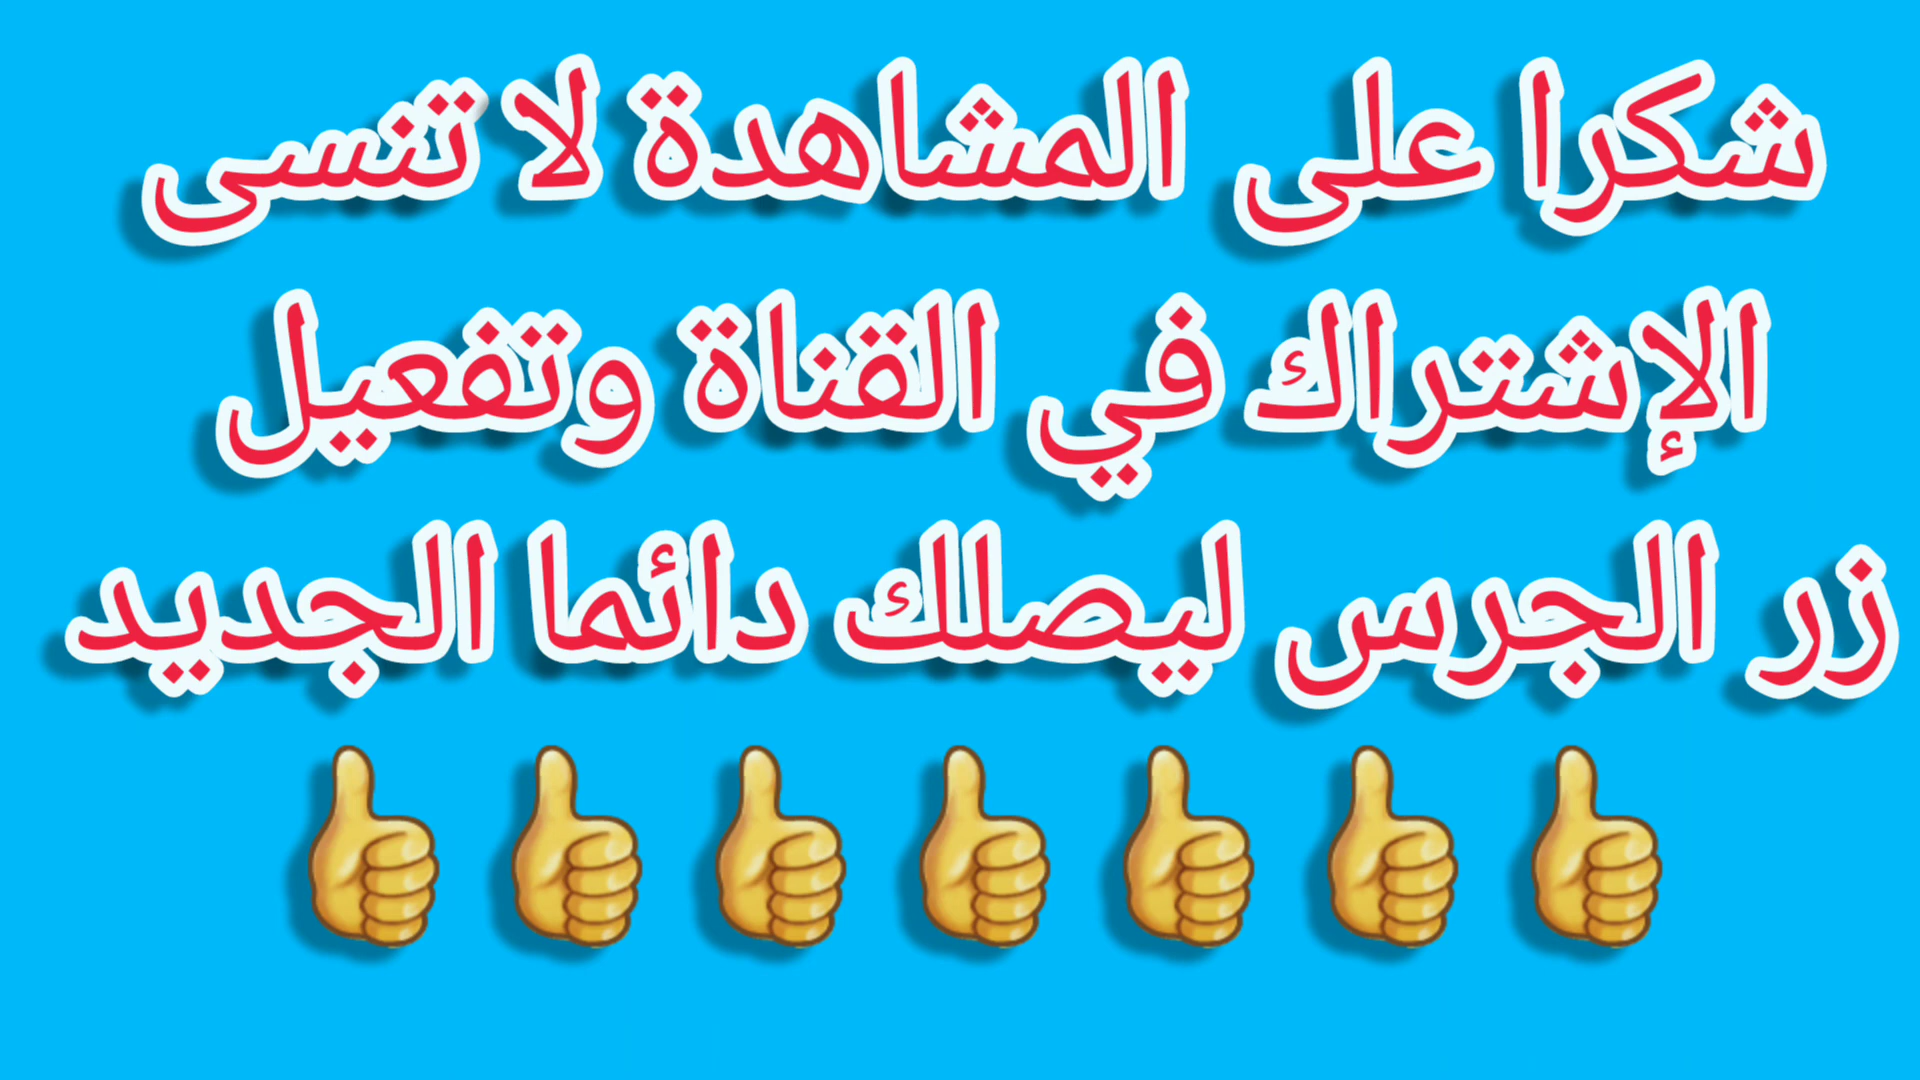 شكرا على المشاهدة لا تنسى
الإشتراك في القناة وتفعيل
زر الجرس ليصلك دائما الجديد
👍👍👍👍👍👍👍